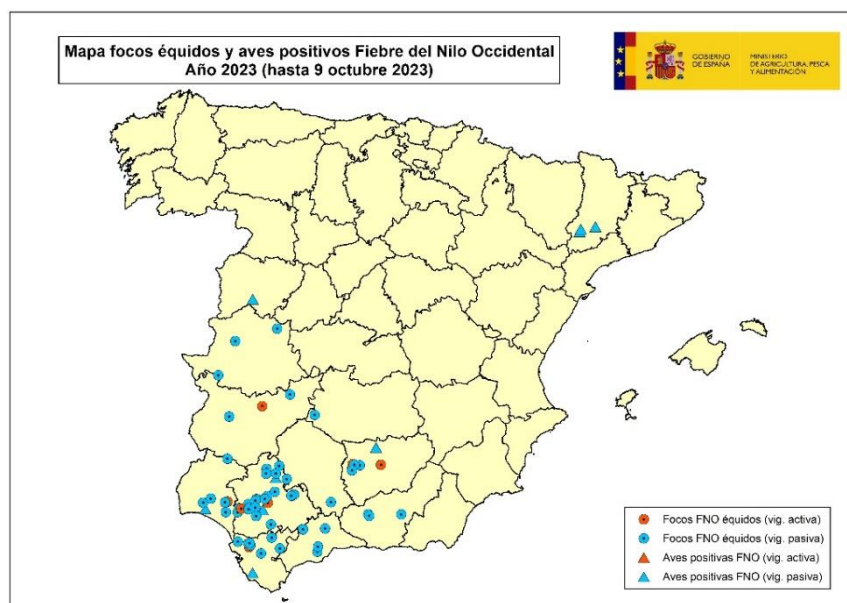 Mapa focos équidos y aves positivos Fiebre del Nilo Occidental
Año 2023 (hasta 9 octubre 2023)
GOBIERNO
DE ESPAÑA
MINISTERIO
DE AGRICULTURA, PESCA
Y ALIMENTACIÓN
Focos FNO équidos (vig. activa)
Focos FNO équidos (vig. pasiva)
Aves positivas FNO (vig. activa)
Aves positivas FNO (vig. pasiva)